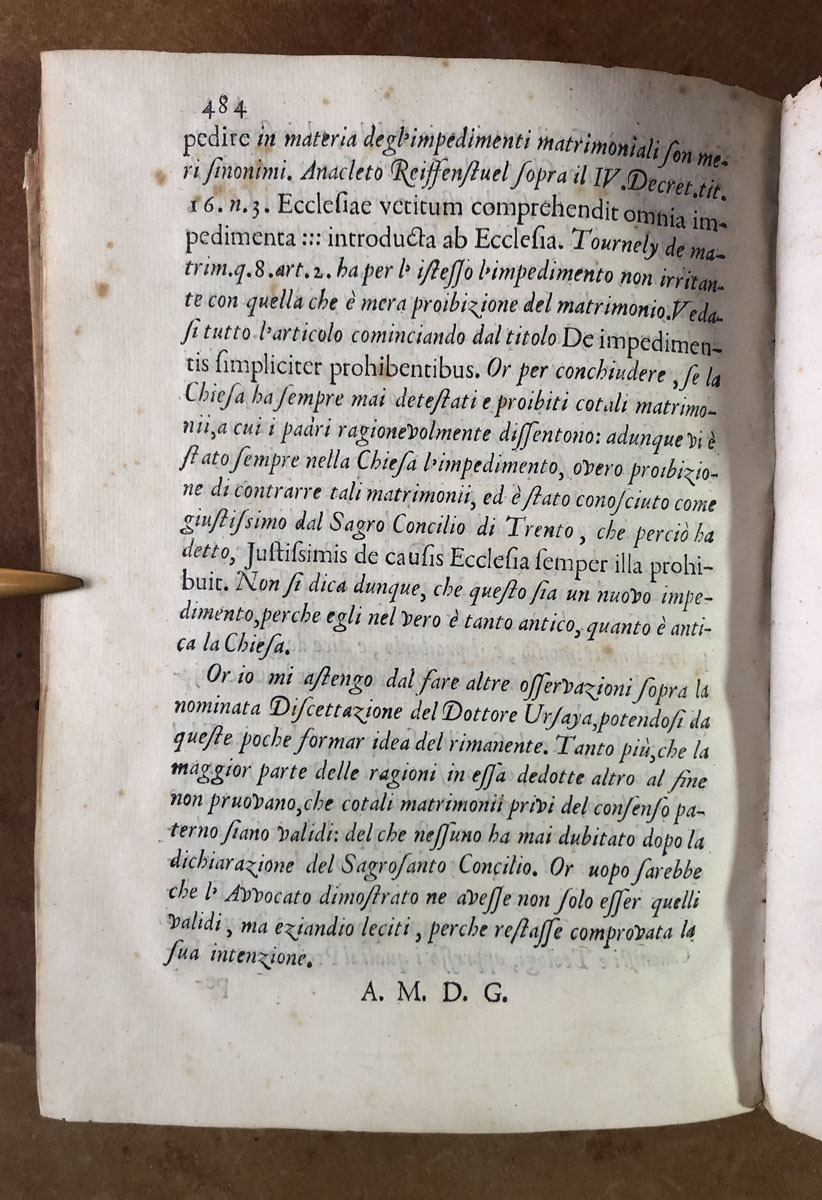 484
pedire in materia degl'impedimenti matrimoniali ſon me-
ri ſinonimi. Anacleto Reiffenſtuel ſopra il IV. Decret. tit.
16. n. 3. Ecclesiae vetitum comprehendit omnia im-
pedimenta ::: introducta ab Eccleſia. Tournely de ma-
trim. q. 8. art. 2. ha per l' iſteſſo l'impedimento non irritan-
te con quella che è mera proibizione del matrimonio. Veda-
ſi tutto l'articolo cominciando dal titolo De impedimen-
tis ſimpliciter prohibentibus. Or per conchiudere, ſe la
Chieſa ha ſempre mai deteſtati e proibiti cotali matrimo-
nii, a cui i padri ragionevolmente diſſentono: adunque vi è
ſtato ſempre nella Chieſa l'impedimento, overo proibizio-
ne di contrarre tali matrimonii, ed è ſtato conoſciuto come
giuſtiſſimo dal Sagro Concilio di Trento, che perciò ha
detto, Juſtiſſimis de cauſis Eccleſia ſemper illa prohi-
buit. Non ſi dica dunque, che queſto ſia un nuovo impe-
dimento, perche egli nel vero è tanto antico, quanto è anti-
ca la Chieſa.
Or io mi aſtengo dal fare altre oſſervazioni ſopra la
nominata Diſcettazione del Dottore Urſaya, potendoſi da
queſte poche formar idea del rimanente. Tanto più, che la
maggior parte delle ragioni in eſſa dedotte altro al fine
non pruovano, che cotali matrimonii privi del conſenſo pa-
terno ſiano validi: del che neſſuno ha mai dubitato dopo la
dichiarazione del Sagroſanto Concilio. Or uopo ſarebbe
che l' Avvocato dimoſtrato ne aveſſe non ſolo eſſer quelli
validi, ma eziandio leciti, perche reſtaſſe comprovata la
ſua intenzione.
A. M. D. G.